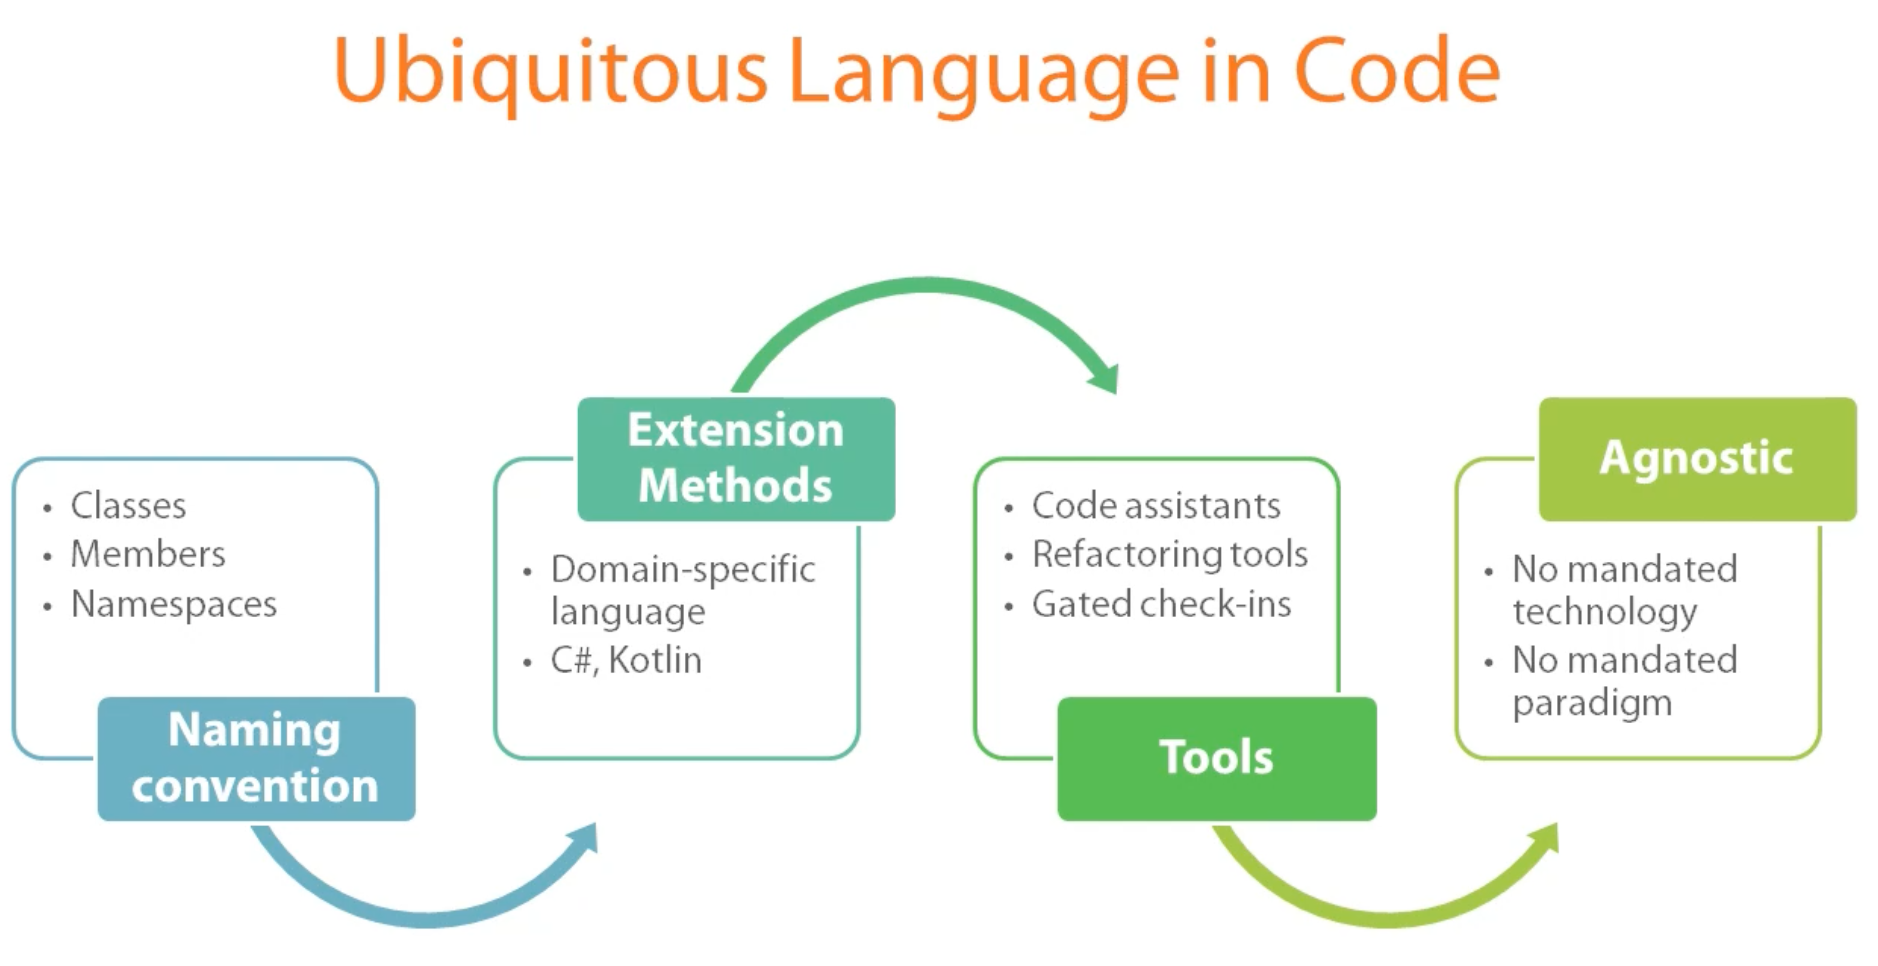 Ubiquitous Language in Code
• Classes
• Members
• Namespaces
Naming
convention
Extension
Methods
• Domain-specific
language
• C#, Kotlin
• Code assistants
• Refactoring tools
• Gated check-ins
Tools
Agnostic
• No mandated
technology
• No mandated
paradigm